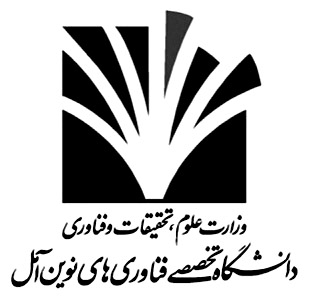 وزارت علوم، تحقیقات و فناوری
دانشگاه تخصصی فناوری های نوین آمل